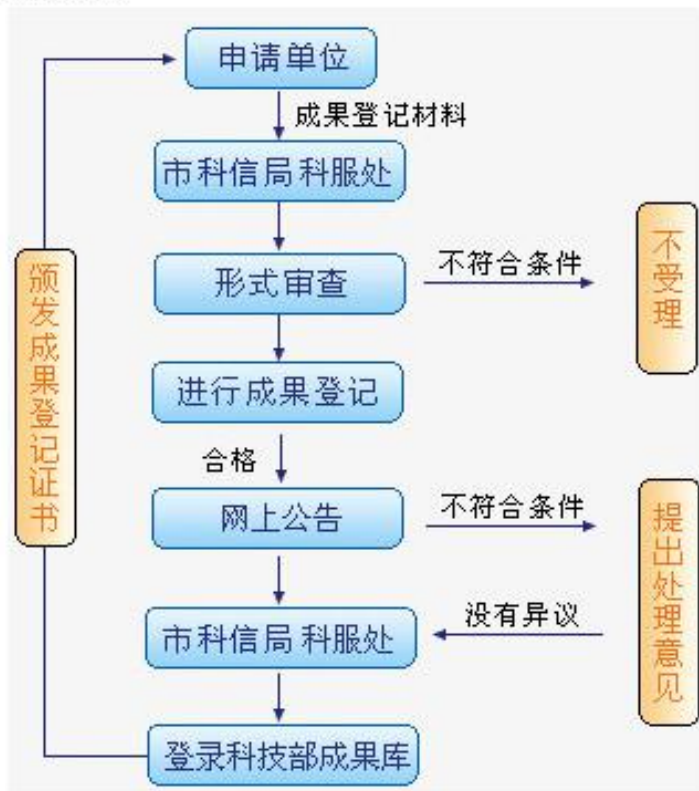 申请单位
成果登记材料
市科信局科服处
形式审查
不符合条件
不受理
进行成果登记
合格
网上公告
不符合条件
提出处理意见
没有异议
市科信局科服处
登录科技部成果库
颁发成果登记证书